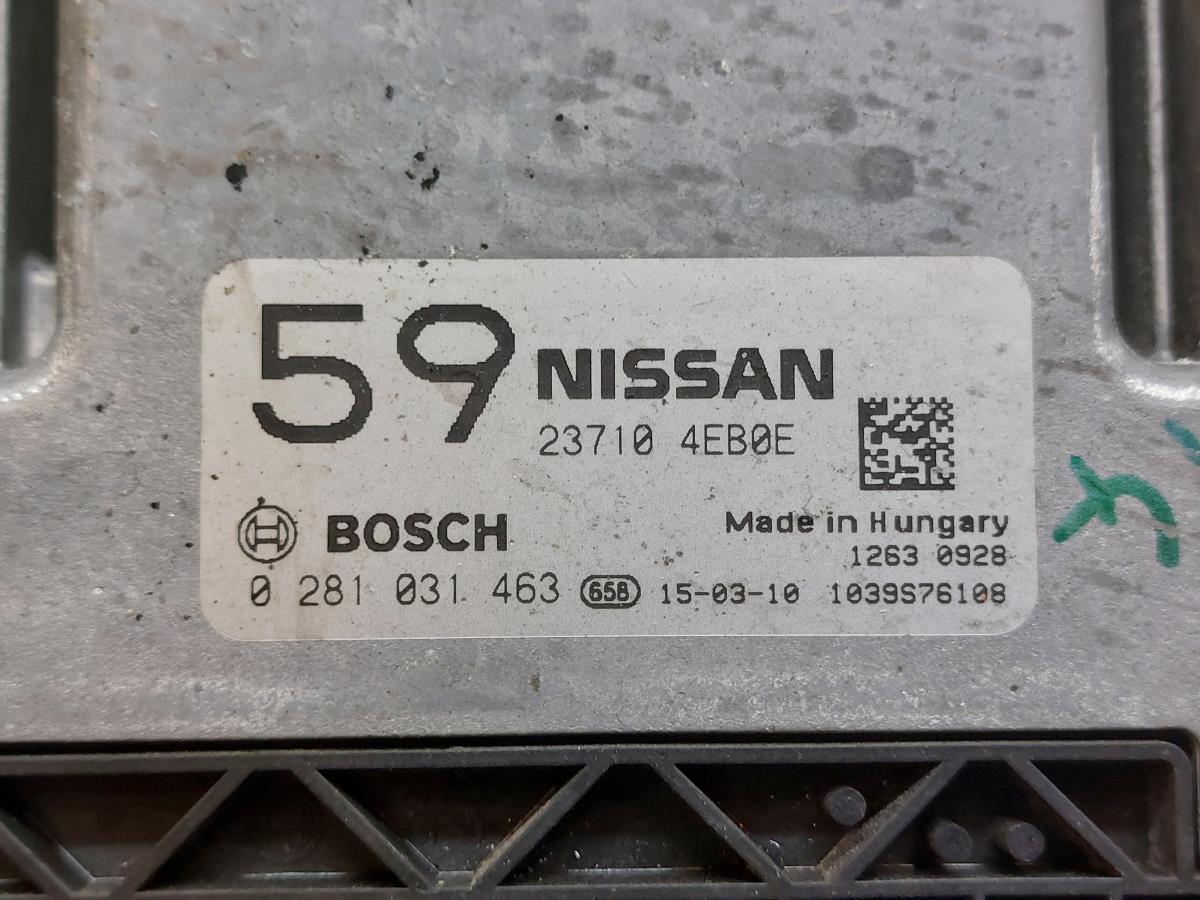 59 NISSAN
23710 4EB0E
BOSCH
Made in Hungary
1263 0928
0 281 031 463 658 15-03-10 1039S76108